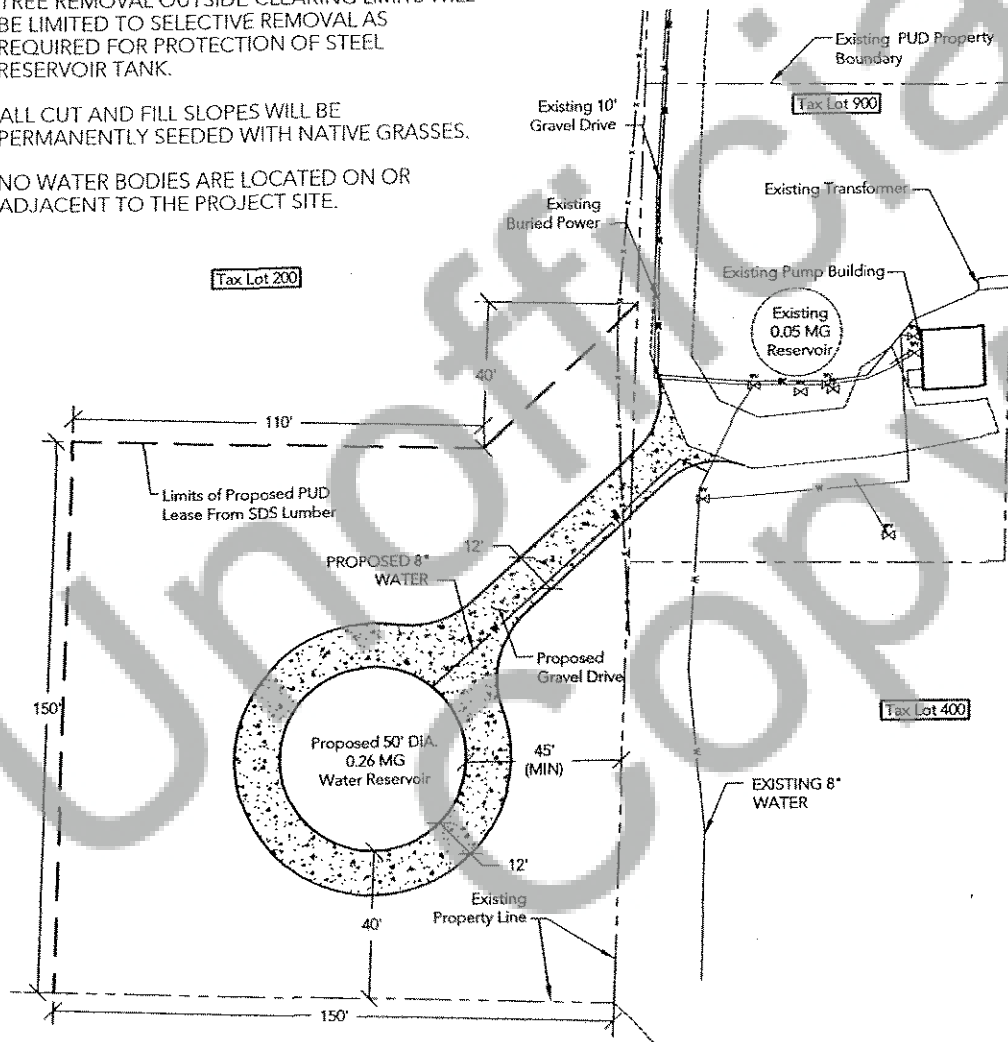 TREE REMOVAL OUTSIDE CLEARING LIMITS WILL
BE LIMITED TO SELECTIVE REMOVAL AS
REQUIRED FOR PROTECTION OF STEEL
RESERVOIR TANK.
ALL CUT AND FILL SLOPES WILL BE
PERMANENTLY SEEDED WITH NATIVE GRASSES.
NO WATER BODIES ARE LOCATED ON OR
ADJACENT TO THE PROJECT SITE.
Existing PUD Property
Boundary
Tax Lot 900
Existing 10'
Gravel Drive
Existing Transformer
Existing
Buried Power
Tax Lot 200
Existing Pump Building
Existing
0.05 MG
Reservoir
40'
110'
Limits of Proposed PUD
Lease From SDS Lumber
12'
PROPOSED 8"
WATER
W
Proposed
Gravel Drive
W
150'
Tax Lot 400
Proposed 50' DIA.
0.26 MG
Water Reservoir
45'
(MIN)
W
EXISTING 8"
WATER
12'
Existing
Property Line
40'
150'
Unofficia
Copy